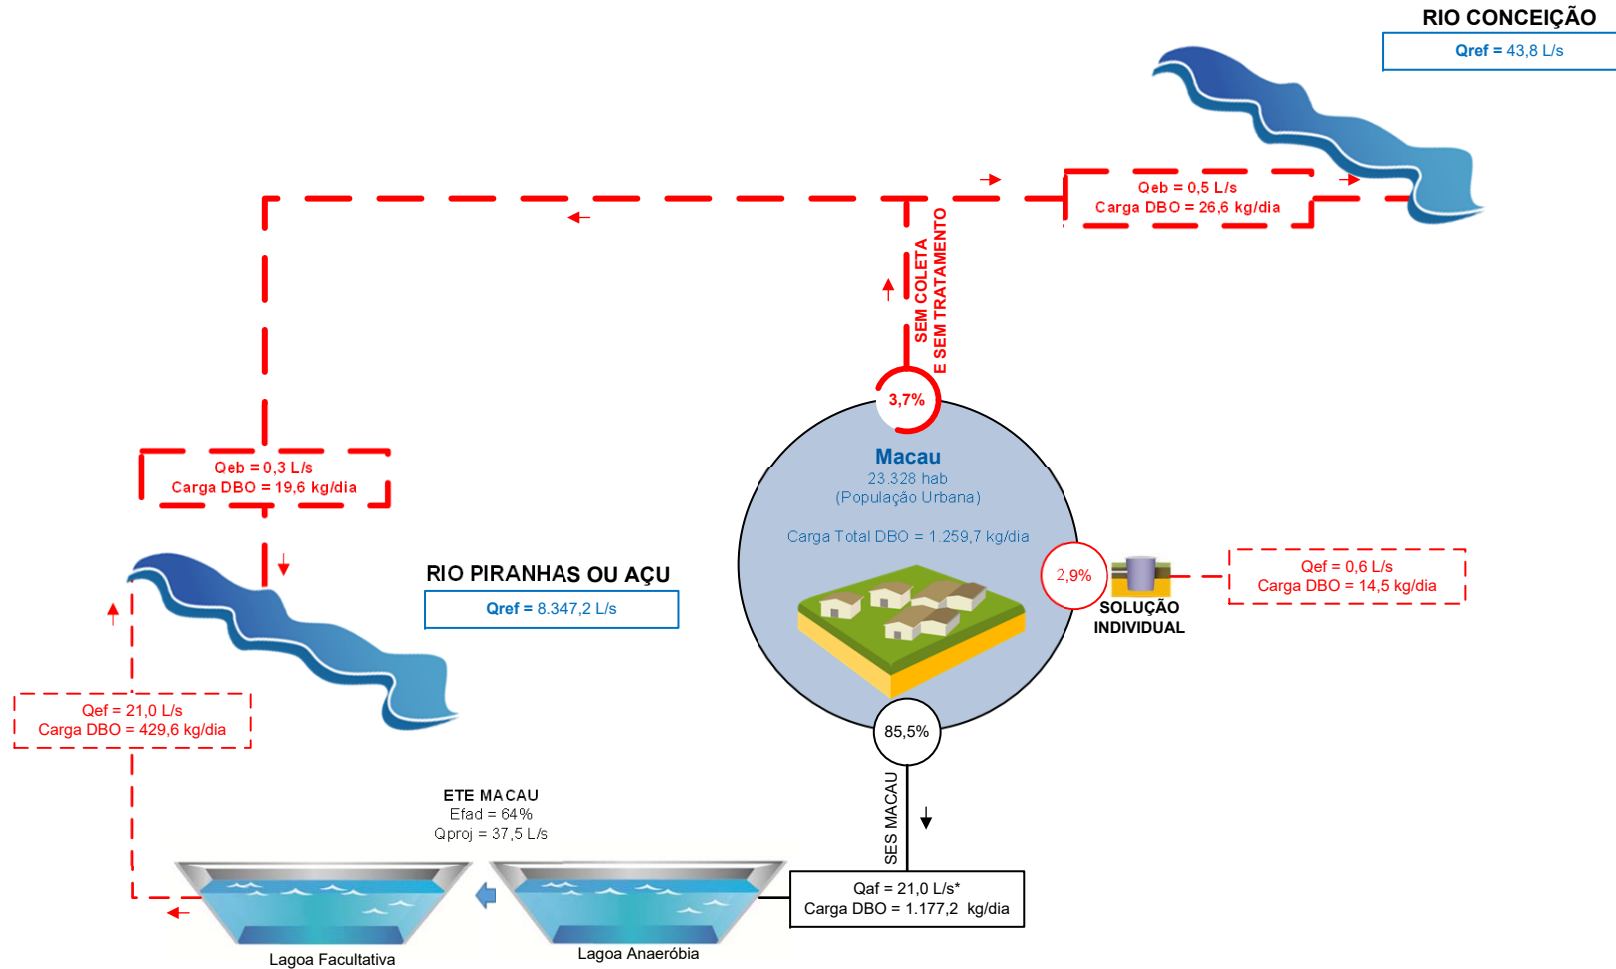 RIO CONCEIÇÃO
Qref = 43,8 L/s
Qeb = 0,5 L/s
Carga DBO = 26,6 kg/dia
SEM COLETA
E SEM TRATAMENTO
3,7%
Macau
23.328 hab
(População Urbana)
Carga Total DBO = 1.259,7 kg/dia
Qeb = 0,3 L/s
Carga DBO = 19,6 kg/dia
RIO PIRANHAS OU AÇU
Qref = 8.347,2 L/s
2,9%
SOLUÇÃO
INDIVIDUAL
Qef = 0,6 L/s
Carga DBO = 14,5 kg/dia
Qef = 21,0 L/s
Carga DBO = 429,6 kg/dia
85,5%
SES MACAU
ETE MACAU
Efad = 64%
Qproj = 37,5 L/s
Qaf = 21,0 L/s*
Carga DBO = 1.177,2 kg/dia
Lagoa Facultativa
Lagoa Anaeróbia